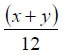 (x + y)
12